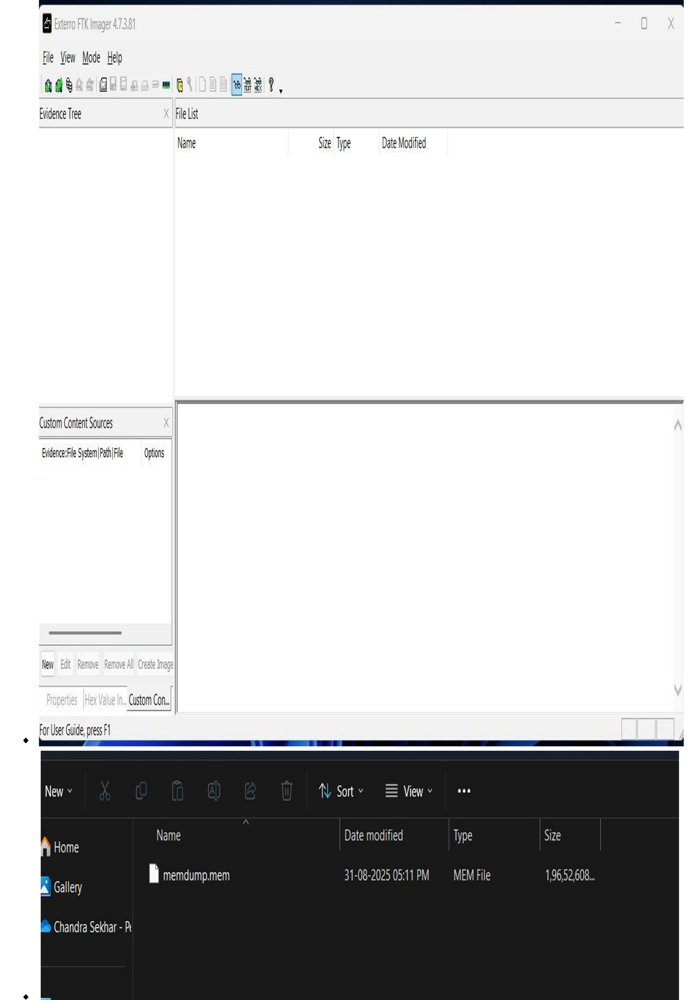 Exterro FTK Imager 4.7.3.81
File View Mode Help
TEXT HEX
Evidence Tree
File List
Name Size Type Date Modified
Custom Content Sources
Evidence:File System|Path|File Options
New Edit Remove Remove All Create Image
Properties Hex Value In... Custom Con...
For User Guide, press F1
New Sort View
Name Date modified Type Size
Home
memdump.mem 31-08-2025 05:11 PM MEM File 1,96,52,608...
Gallery
Chandra Sekhar - Pe